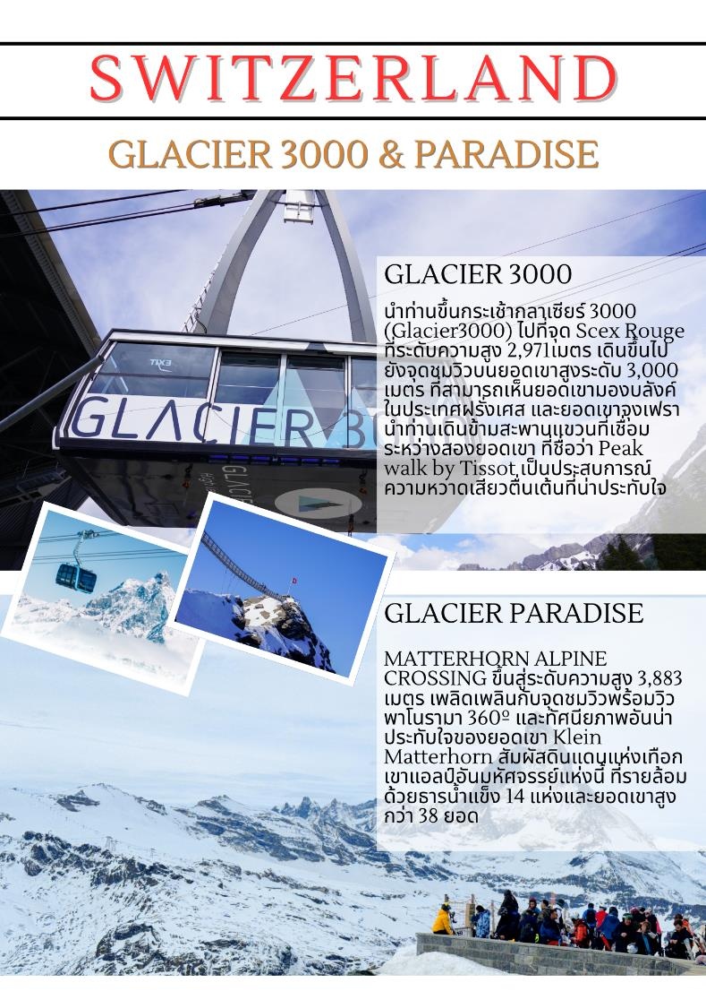 SWITZERLAND
GLACIER 3000 & PARADISE
GLACIER 3000
นำท่านขึ้นกระเช้ากลาเซียร์ 3000
(Glacier3000) ไปที่จุด Scex Rouge
ที่ระดับความสูง 2,971เมตร เดินขึ้นไป
ยังจุดชมวิวบนยอดเขาสูงระดับ 3,000
เมตร ที่สามารถเห็นยอดเขามองบลังค์
ในประเทศฝรั่งเศส และยอดเขาจุงเฟรา
นำท่านเดินข้ามสะพานแขวนที่เชื่อม
ระหว่างสองยอดเขา ที่ชื่อว่า Peak
walk by Tissot เป็นประสบการณ์
ความหวาดเสียวตื่นเต้นที่น่าประทับใจ
EXIT
GLACIER 3000
GLACIE
GLACIER PARADISE
MATTERHORN ALPINE
CROSSING ขึ้นสู่ระดับความสูง 3,883
เมตร เพลิดเพลินกับจุดชมวิวพร้อมวิว
พาโนรามา 360º และทัศนียภาพอันน่า
ประทับใจของยอดเขา Klein
Matterhorn สัมผัสดินแดนแห่งเทือก
เขาแอลป์อันมหัศจรรย์แห่งนี้ ที่รายล้อม
ด้วยธารน้ำแข็ง 14 แห่งและยอดเขาสูง
กว่า 38 ยอด